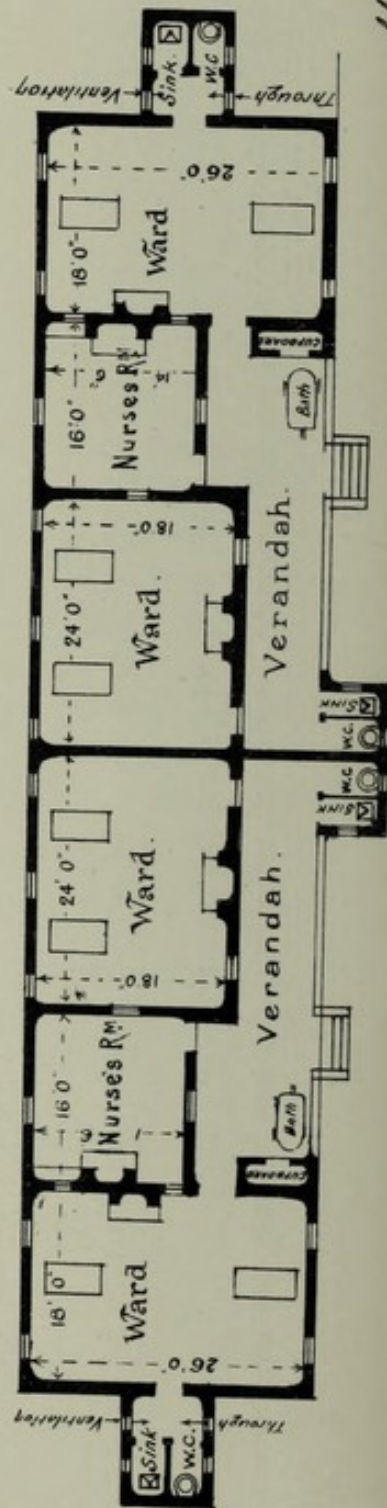 Ventilation
Sink
W.C.
Through
18' 0"
Ward
26'0"
16'0"
Nurse's RM
24' 0"
Ward.
18'0"
CUPBOARD
Bath
Verandah.
SINK
W.C
24' 0"
Ward.
18'0"
16'0"
Nurses RM
Verandah.
W.C.
SINK
Bath
CUPBOARD
18'0"
Ward
26'0"
Ventilation
Sink.
W.C
Through